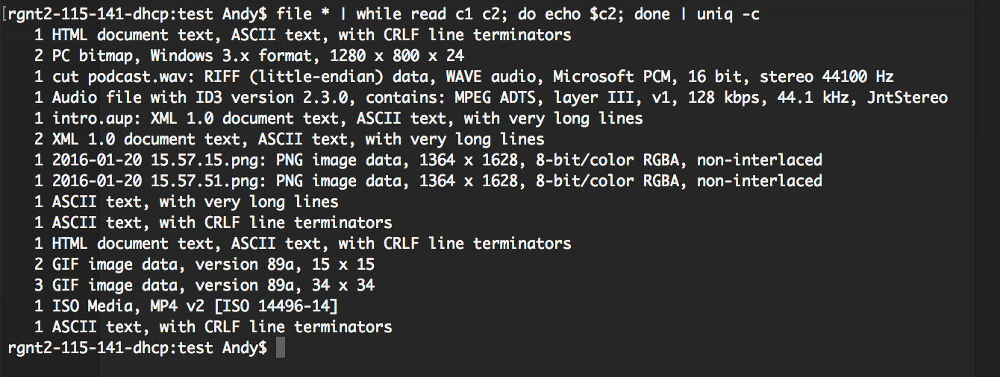 [rgnt2-115-141-dhcp:test Andy$ file * | while read c1 c2; do echo $c2; done | uniq -c
1 HTML document text, ASCII text, with CRLF line terminators
2 PC bitmap, Windows 3.x format, 1280 x 800 x 24
1 cut podcast.wav: RIFF (little-endian) data, WAVE audio, Microsoft PCM, 16 bit, stereo 44100 Hz
1 Audio file with ID3 version 2.3.0, contains: MPEG ADTS, layer III, v1, 128 kbps, 44.1 kHz, JntStereo
1 intro.aup: XML 1.0 document text, ASCII text, with very long lines
2 XML 1.0 document text, ASCII text, with very long lines
1 2016-01-20 15.57.15.png: PNG image data, 1364 x 1628, 8-bit/color RGBA, non-interlaced
1 2016-01-20 15.57.51.png: PNG image data, 1364 x 1628, 8-bit/color RGBA, non-interlaced
1 ASCII text, with very long lines
1 ASCII text, with CRLF line terminators
1 HTML document text, ASCII text, with CRLF line terminators
2 GIF image data, version 89a, 15 x 15
3 GIF image data, version 89a, 34 x 34
1 ISO Media, MP4 v2 [ISO 14496-14]
1 ASCII text, with CRLF line terminators
rgnt2-115-141-dhcp:test Andy$